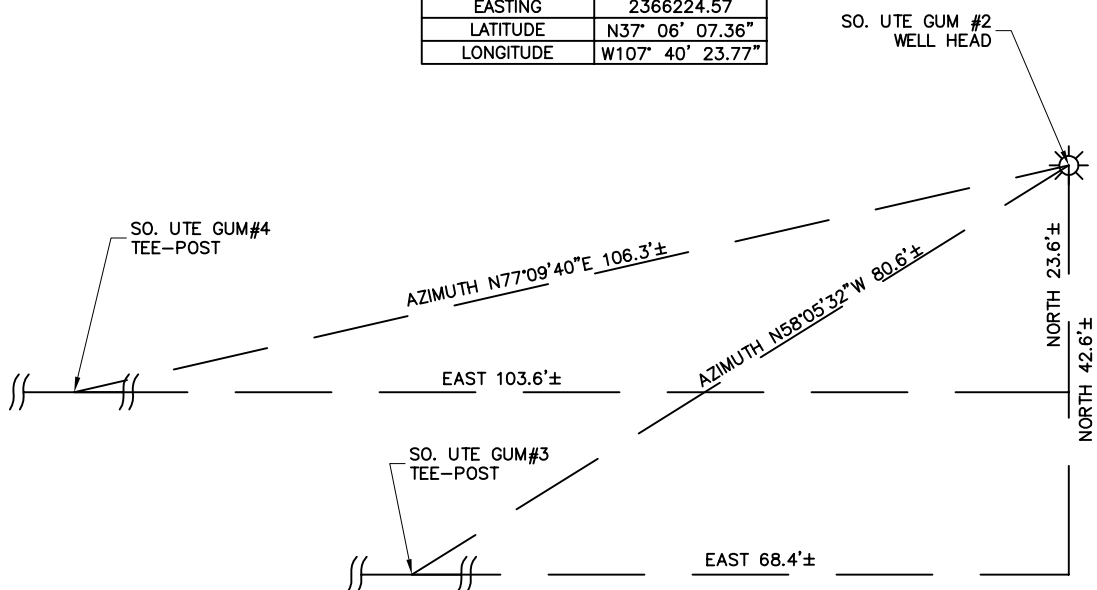 EASTING 2366224.57
LATITUDE N37° 06' 07.36"
LONGITUDE W107° 40' 23.77"
SO. UTE GUM #2
WELL HEAD
SO. UTE GUM#4
TEE-POST
AZIMUTH N77°09'40"E 106.3'±
AZIMUTH N58°05'32"W 80.6'±
NORTH 23.6'±
NORTH 42.6'±
EAST 103.6'±
SO. UTE GUM#3
TEE-POST
EAST 68.4'±